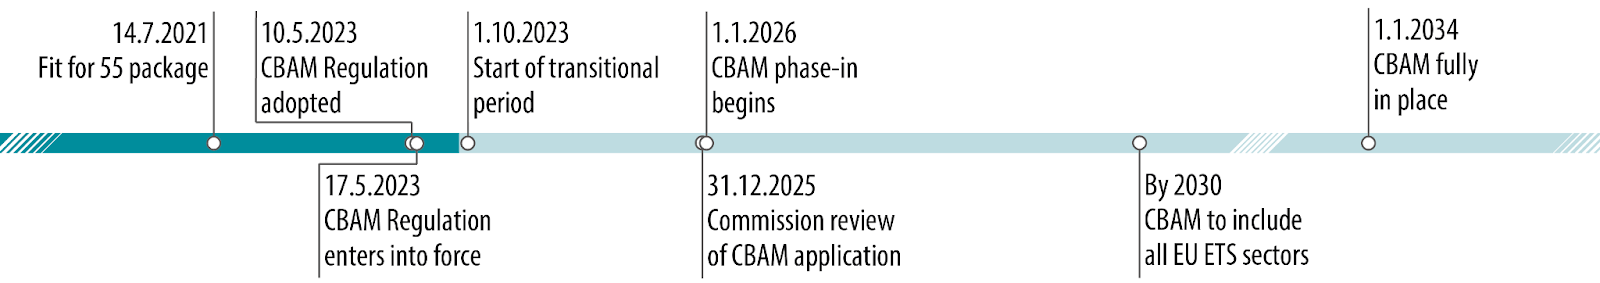 14.7.2021
Fit for 55 package
10.5.2023
CBAM Regulation
adopted
17.5.2023
CBAM Regulation
enters into force
1.10.2023
Start of transitional
period
31.12.2025
Commission review
of CBAM application
1.1.2026
CBAM phase-in
begins
By 2030
CBAM to include
all EU ETS sectors
1.1.2034
CBAM fully
in place